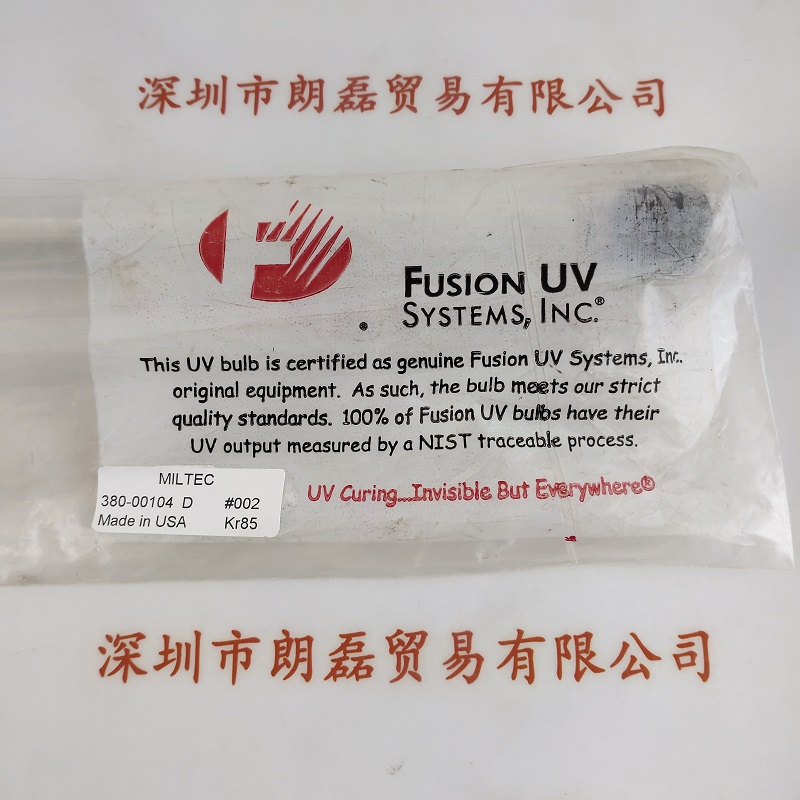 深圳市朗磊贸易有限公司
FUSION UV
SYSTEMS, INC.®
This UV bulb is certified as genuine Fusion UV Systems, Inc.
original equipment. As such, the bulb meets our strict
quality standards. 100% of Fusion UV bulbs have their
UV output measured by a NIST traceable process.
UV Curing....Invisible But Everywhere®
MILTEC
380-00104 D #002
Made in USA Kr85
深圳市朗磊贸易有限公司